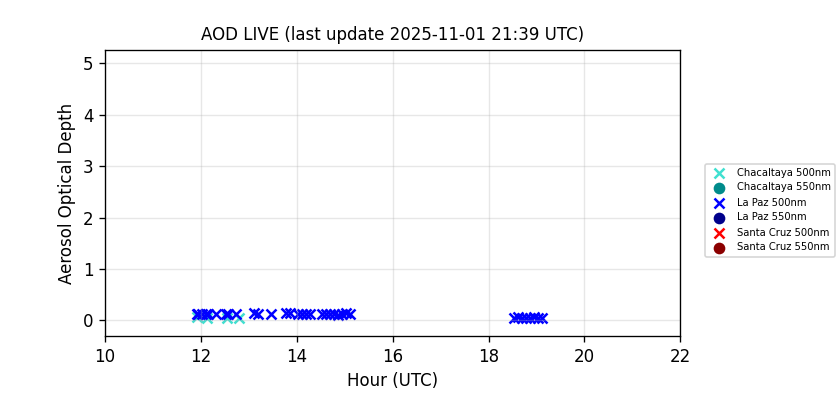 AOD LIVE (last update 2025-11-01 21:39 UTC)
Aerosol Optical Depth
5
4
3
2
1
0
10 12 14 16 18 20 22
Hour (UTC)
Chacaltaya 500nm
Chacaltaya 550nm
La Paz 500nm
La Paz 550nm
Santa Cruz 500nm
Santa Cruz 550nm